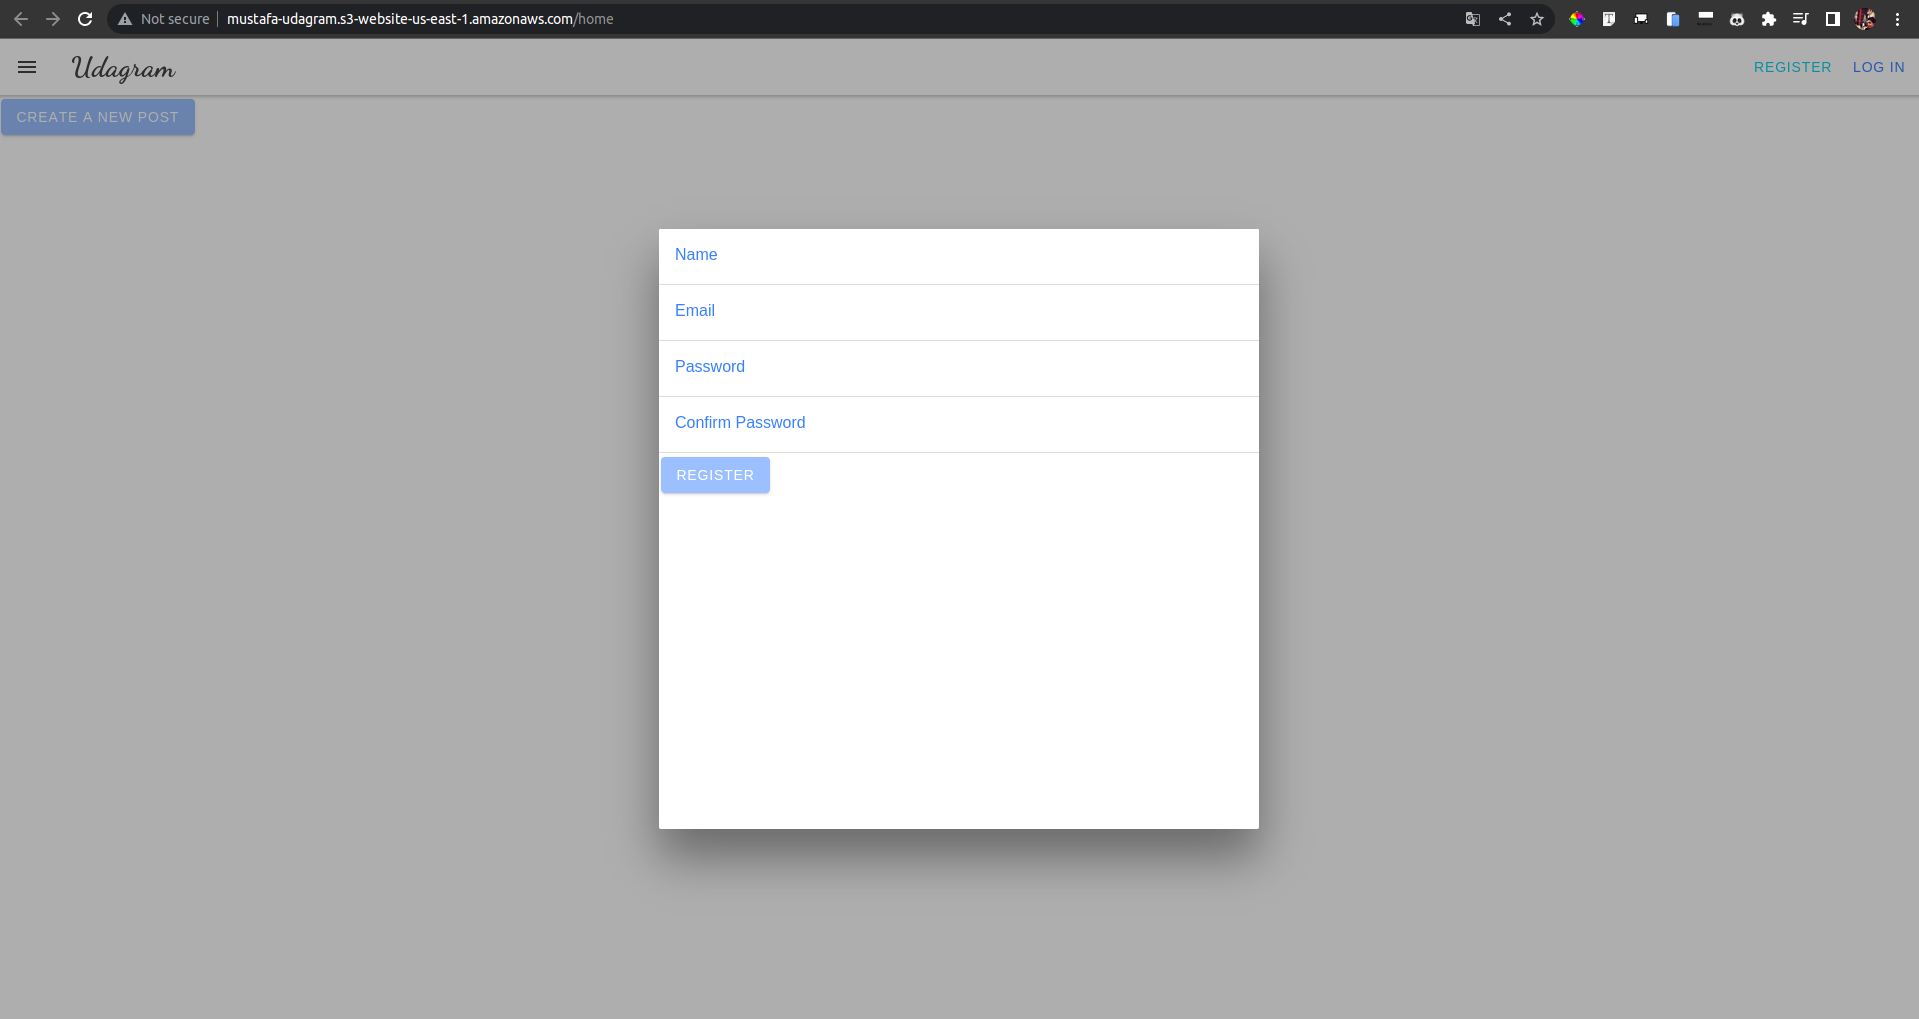 Not secure mustafa-udagram.s3-website-us-east-1.amazonaws.com/home
Udagram REGISTER LOG IN
CREATE A NEW POST
Name
Email
Password
Confirm Password
REGISTER